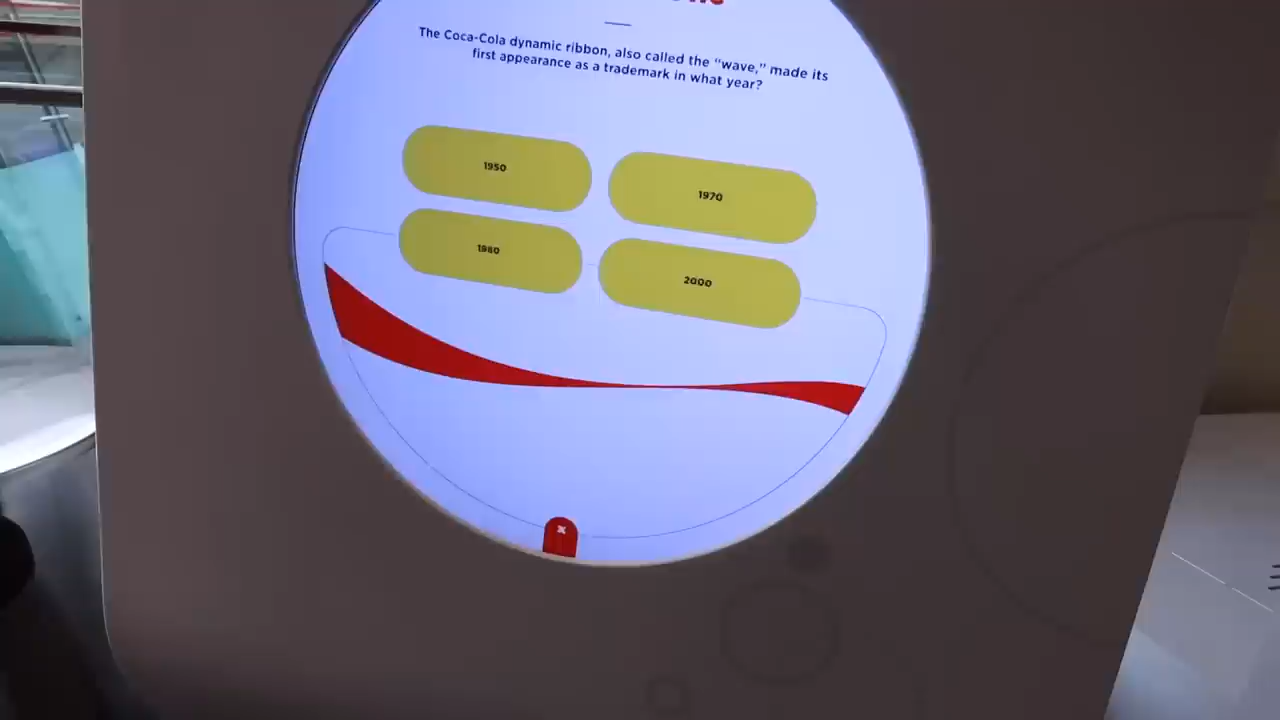 The Coca-Cola dynamic ribbon, also called the “wave,” made its
first appearance as a trademark in what year?
1950
1970
1980
2000